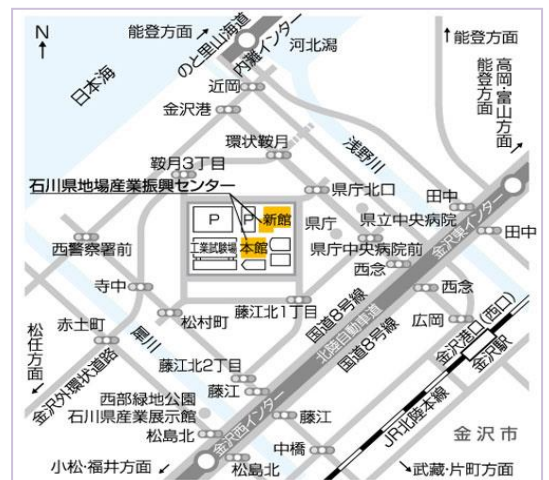 N
能登方面
のと里山海道
内灘インター
河北潟
能登方面
高岡・富山方面
能登方面
日本海
近岡
金沢港
環状鞍月
浅野川
鞍月3丁目
石川県地場産業振興センター
県庁北口
田中
P
P
新館
県庁
県立中央病院
金沢東インター
田中
西警察署前
工業試験場
本館
県庁中央病院前
西念
寺中
西念
藤江北1丁目
国道8号線
北陸自動車道
国道8号線
広岡
金沢港口(西口)
金沢駅
松任方面
赤土町
松村町
犀川
金沢外環状道路
藤江北2丁目
西部緑地公園
石川県産業展示館
藤江
藤江
金沢西インター
JR北陸本線
金沢市
松島北
中橋
小松・福井方面
松島北
武蔵・片町方面